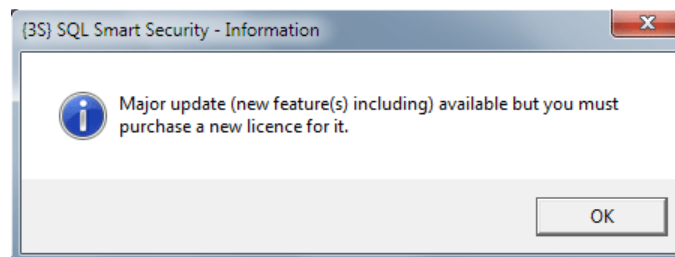 {3S} SQL Smart Security - Information
Major update (new feature(s) including) available but you must
purchase a new licence for it.
OK